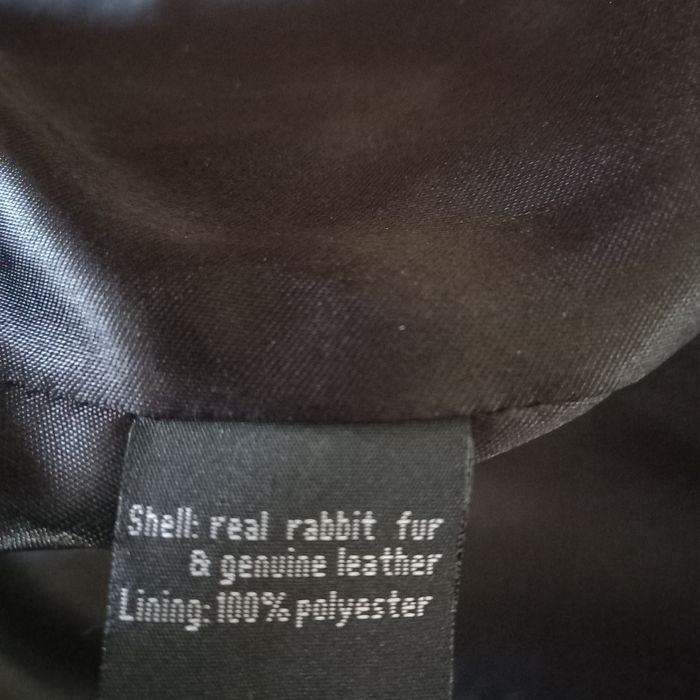 Shell: real rabbit fur
& genuine leather
Lining: 100% polyester